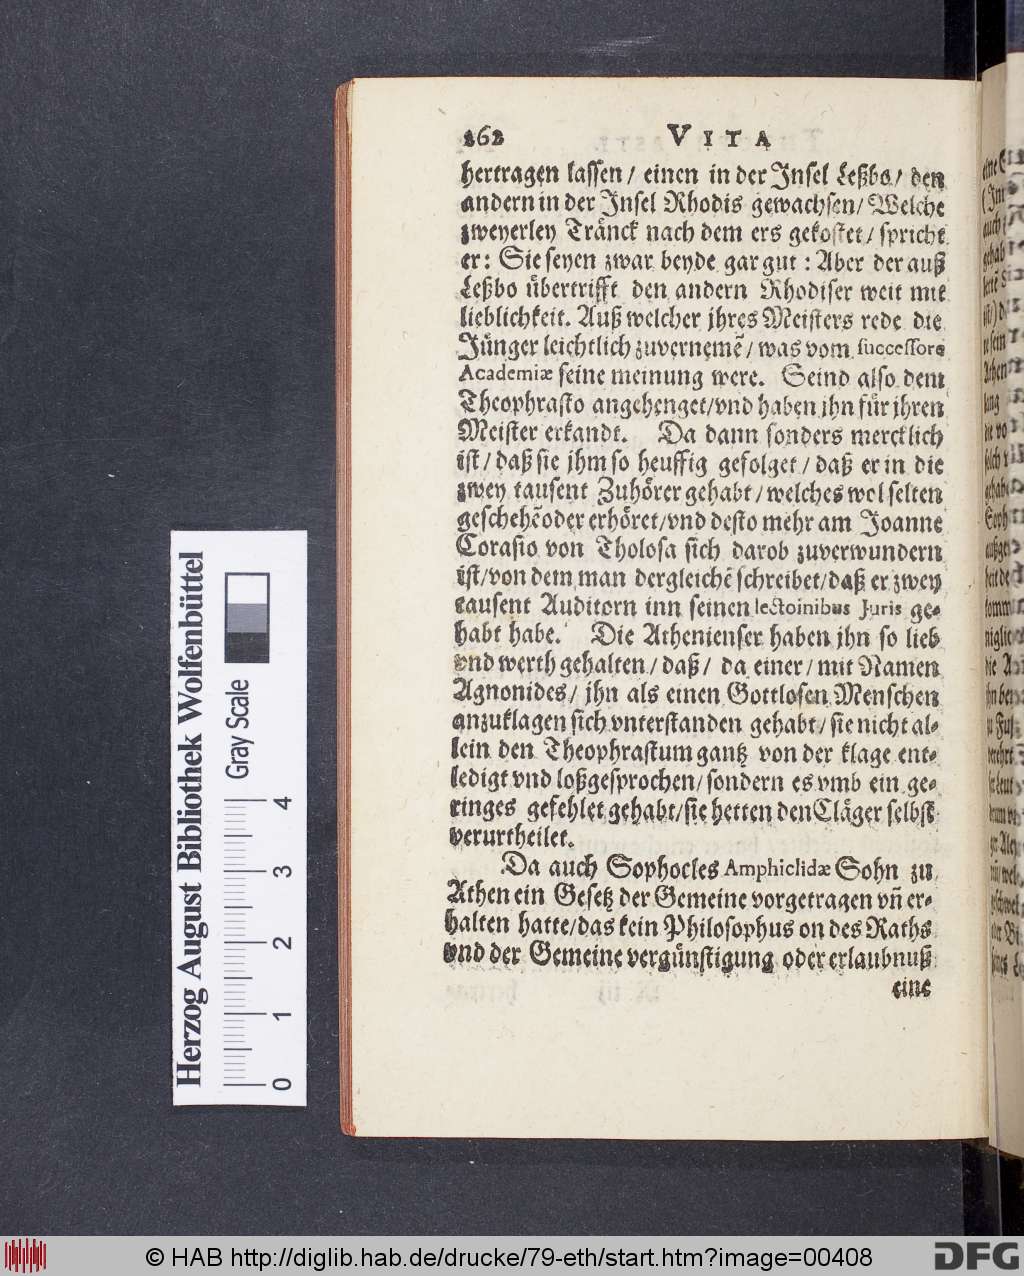 262 VITA
hertragen lassen / einen in der Insel Leßbo / den
andern in der Insel Rhodis gewachsen / Welche
zweyerley Tränck nach dem ers gekostet / spricht
er: Sie seyen zwar beyde gar gut: Aber der auß
Leßbo übertrifft den andern Rhodiser weit mit
lieblichkeit. Auß welcher jhres Meisters rede die
Jünger leichtlich zuvernemẽ / was vom successore
Academiæ seine meinung were. Seind also dem
Theophrasto angehenget / vnd haben jhn für jhren
Meister erkandt. Da dann sonders mercklich
ist / daß sie jhm so heuffig gefolget / daß er in die
zwey tausent Zuhörer gehabt / welches wol selten
geschehẽ oder erhöret / vnd desto mehr am Joanne
Corasio von Tholosa sich darob zuverwundern
ist / von dem man dergleichẽ schreibet / daß er zwey
tausent Auditorn inn seinen lectoinibus Juris ge-
habt habe. Die Athenienser haben jhn so lieb
vnd werth gehalten / daß / da einer / mit Namen
Agnonides / jhn als einen Gottlosen Menschen
anzuklagen sich vnterstanden gehabt / sie nicht al-
lein den Theophrastum gantz von der klage ent-
ledigt vnd loßgesprochen / sondern es vmb ein ge-
ringes gefehlet gehabt / sie hetten den Cläger selbst
verurtheilet.
Da auch Sophocles Amphiclidæ Sohn zu
Athen ein Gesetz der Gemeine vorgetragen vñ er-
halten hatte / das kein Philosophus on des Raths
vnd der Gemeine vergünstigung oder erlaubnuß
eine
Herzog August Bibliothek Wolfenbüttel
Gray Scale
0 1 2 3 4
© HAB http://diglib.hab.de/drucke/79-eth/start.htm?image=00408
DFG